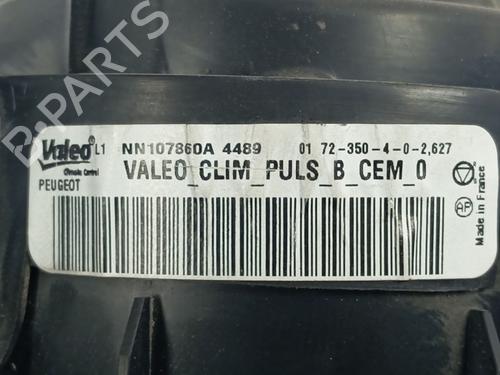 Valeo L1 NN107860A 4489 01 72-350-4-0-2,627
Climate Control
PEUGEOT VALEO_CLIM_PULS_B_CEM_0
AP
Made in France
B-PARTS